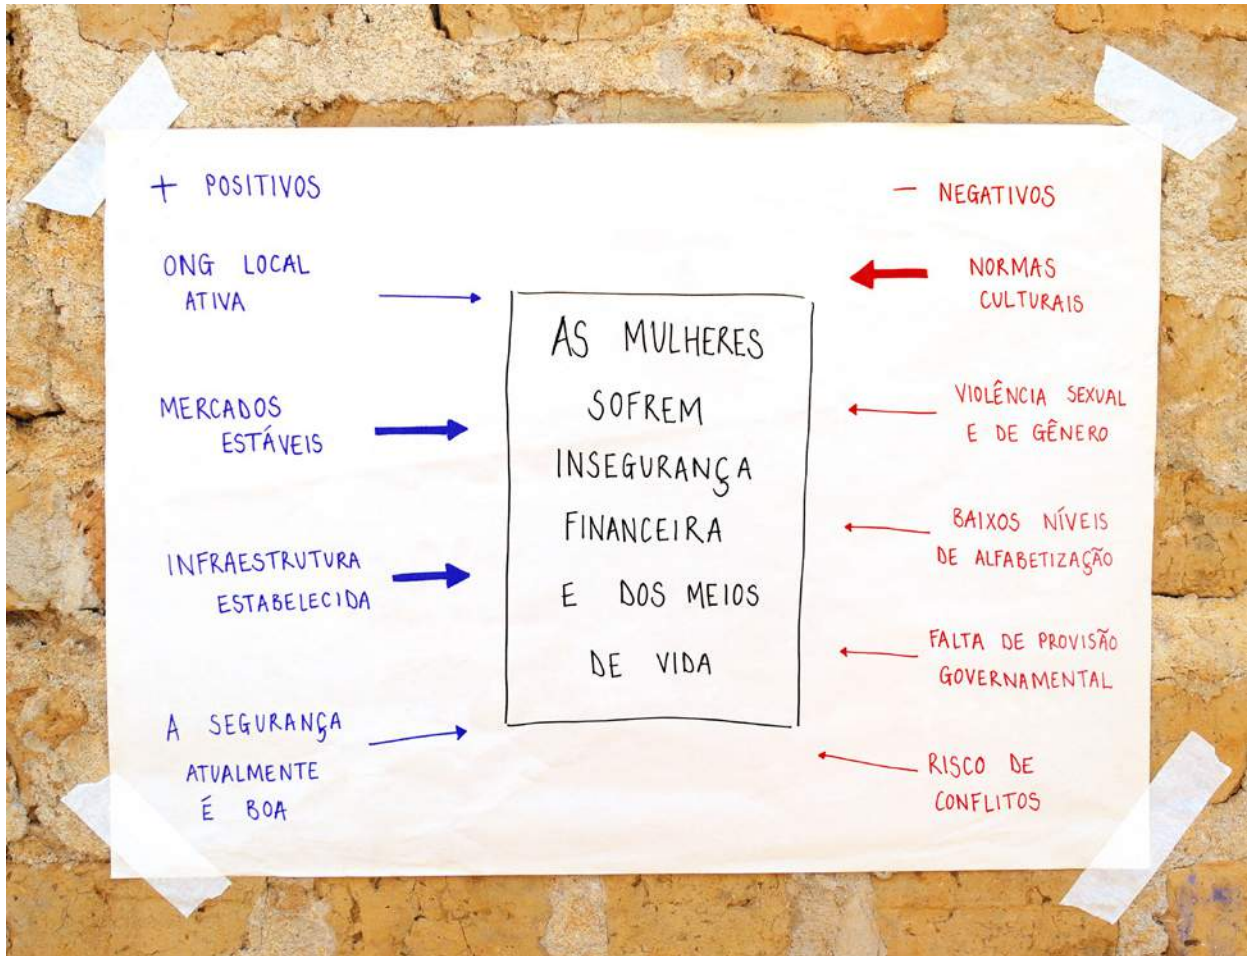 + POSITIVOS
ONG LOCAL
ATIVA
MERCADOS
ESTÁVEIS
INFRAESTRUTURA
ESTABELECIDA
A SEGURANÇA
ATUALMENTE
É BOA
AS MULHERES
SOFREM
INSEGURANÇA
FINANCEIRA
E DOS MEIOS
DE VIDA
- NEGATIVOS
NORMAS
CULTURAIS
VIOLÊNCIA SEXUAL
E DE GÊNERO
BAIXOS NÍVEIS
DE ALFABETIZAÇÃO
FALTA DE PROVISÃO
GOVERNAMENTAL
RISCO DE
CONFLITOS